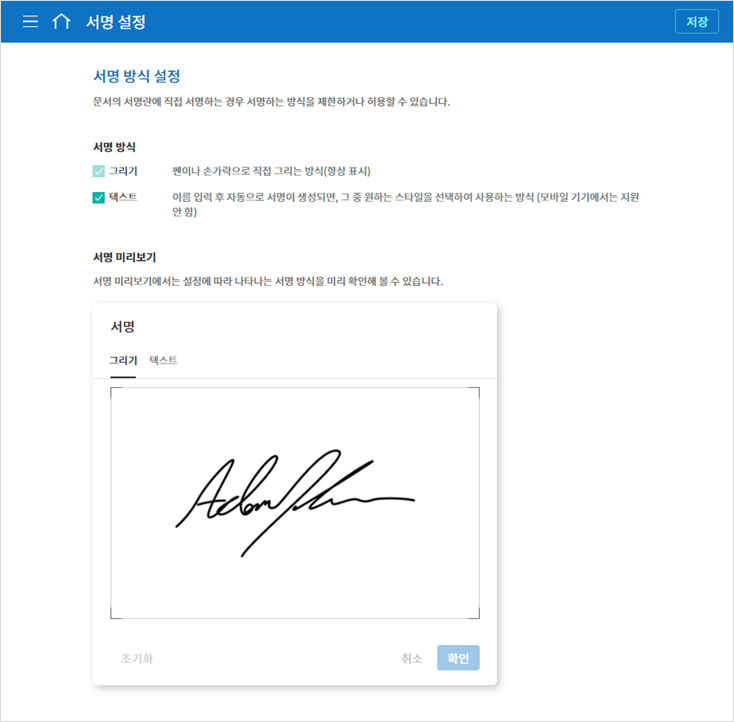 서명 설정
저장
서명 방식 설정
문서의 서명란에 직접 서명하는 경우 서명하는 방식을 제한하거나 허용할 수 있습니다.
서명 방식
그리기 펜이나 손가락으로 직접 그리는 방식(항상 표시)
텍스트 이름 입력 후 자동으로 서명이 생성되면, 그 중 원하는 스타일을 선택하여 사용하는 방식 (모바일 기기에서는 지원
안 함)
서명 미리보기
서명 미리보기에서는 설정에 따라 나타나는 서명 방식을 미리 확인해 볼 수 있습니다.
서명
그리기 텍스트
초기화 취소 확인